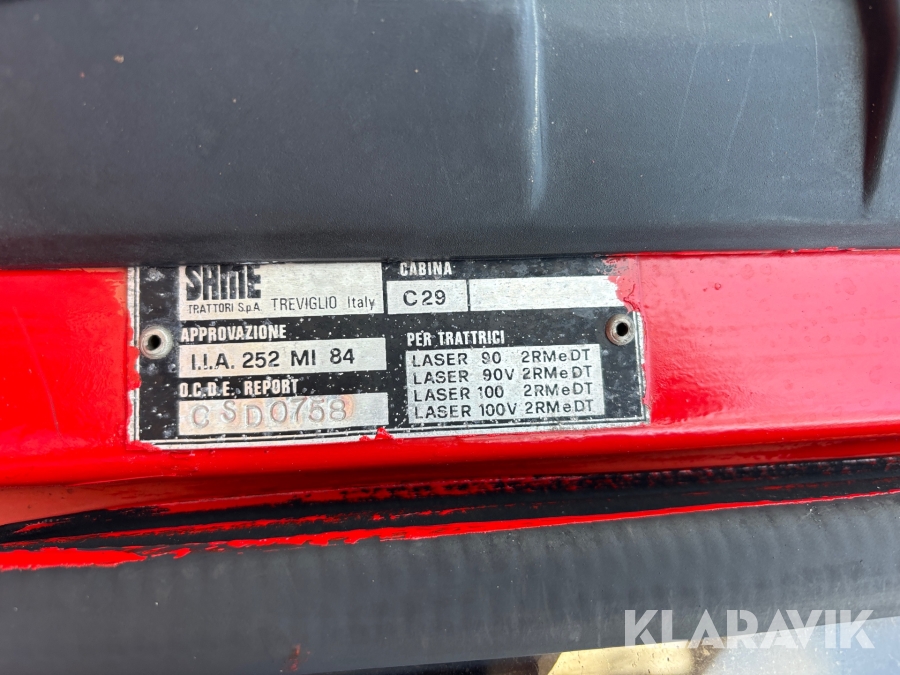 SAME
TRATTORI S.p.A. TREVIGLIO Italy
CABINA
C29
APPROVAZIONE
I.I.A. 252 MI 84
O.C.D.E. REPORT
CSD0758
PER TRATTRICI
LASER 90 2RMeDT
LASER 90V 2RMeDT
LASER 100 2RMeDT
LASER 100V 2RMeDT
KLARAVIK